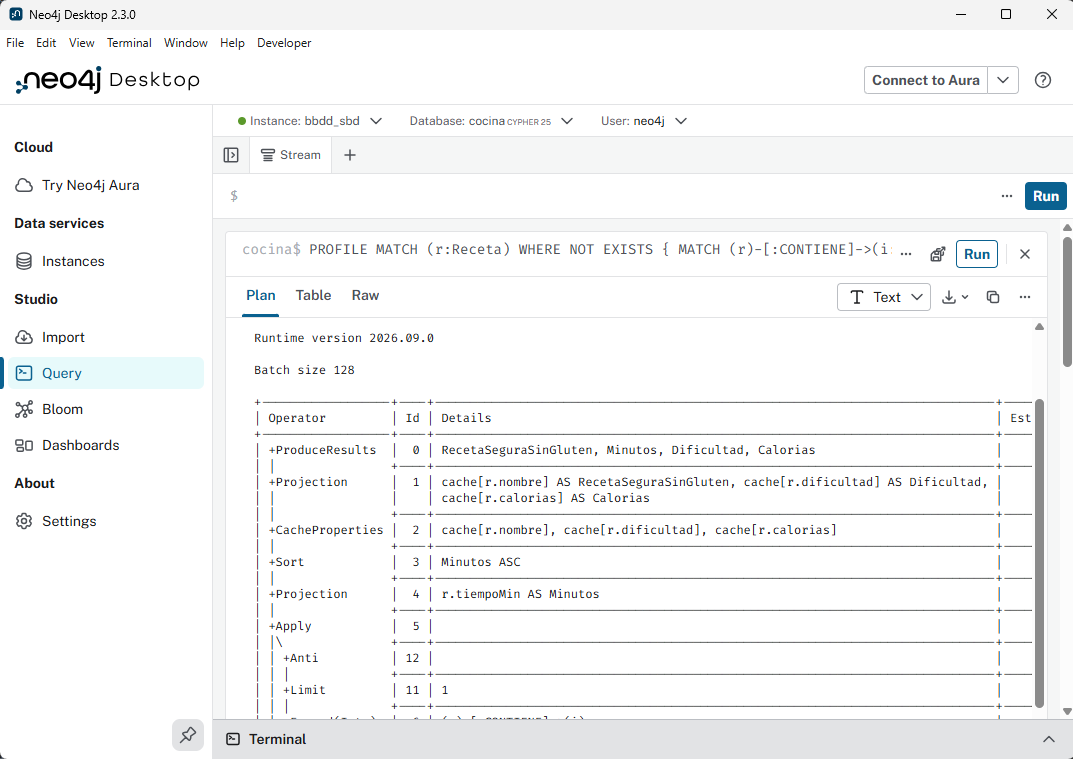 Neo4j Desktop 2.3.0
File Edit View Terminal Window Help Developer
neo4j Desktop
Connect to Aura
Cloud
Try Neo4j Aura
Data services
Instances
Studio
Import
Query
Bloom
Dashboards
About
Settings
Instance: bbdd_sbd Database: cocina CYPHER 25 User: neo4j
Stream
$
Run
cocina$ PROFILE MATCH (r:Receta) WHERE NOT EXISTS { MATCH (r)-[:CONTIENE]->(i:
Run
Plan Table Raw
Text
Runtime version 2026.09.0
Batch size 128
Operator | Id | Details | Est
+ProduceResults | 0 | RecetaSeguraSinGluten, Minutos, Dificultad, Calorias
+Projection | 1 | cache[r.nombre] AS RecetaSeguraSinGluten, cache[r.dificultad] AS Dificultad,
cache[r.calorias] AS Calorias
+CacheProperties | 2 | cache[r.nombre], cache[r.dificultad], cache[r.calorias]
+Sort | 3 | Minutos ASC
+Projection | 4 | r.tiempoMin AS Minutos
+Apply | 5 |
+Anti | 12 |
+Limit | 11 | 1
Terminal